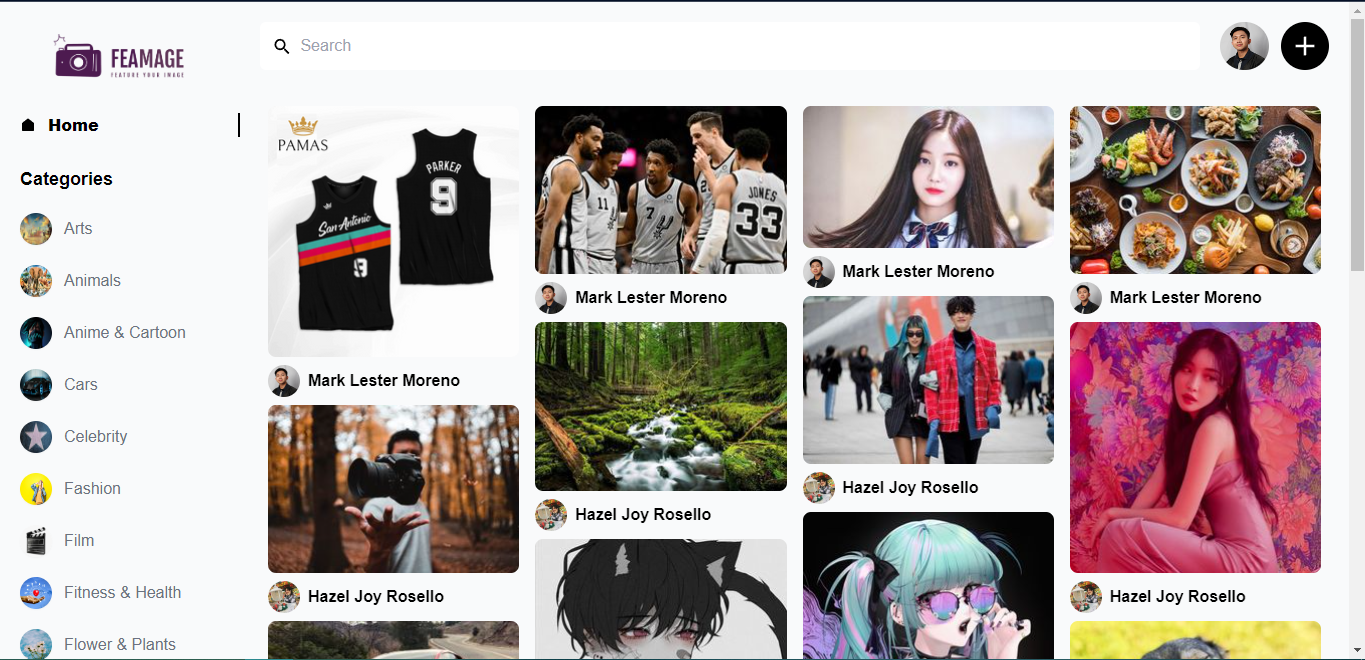 FEAMAGE
FEATURE YOUR IMAGE
Search
Home
Categories
Arts
Animals
Anime & Cartoon
Cars
Celebrity
Fashion
Film
Fitness & Health
Flower & Plants
PAMAS
PARKER
9
San Antonio
9
Mark Lester Moreno
Hazel Joy Rosello
11
7
JONES
33
Mark Lester Moreno
Hazel Joy Rosello
Mark Lester Moreno
Hazel Joy Rosello
Mark Lester Moreno
Hazel Joy Rosello